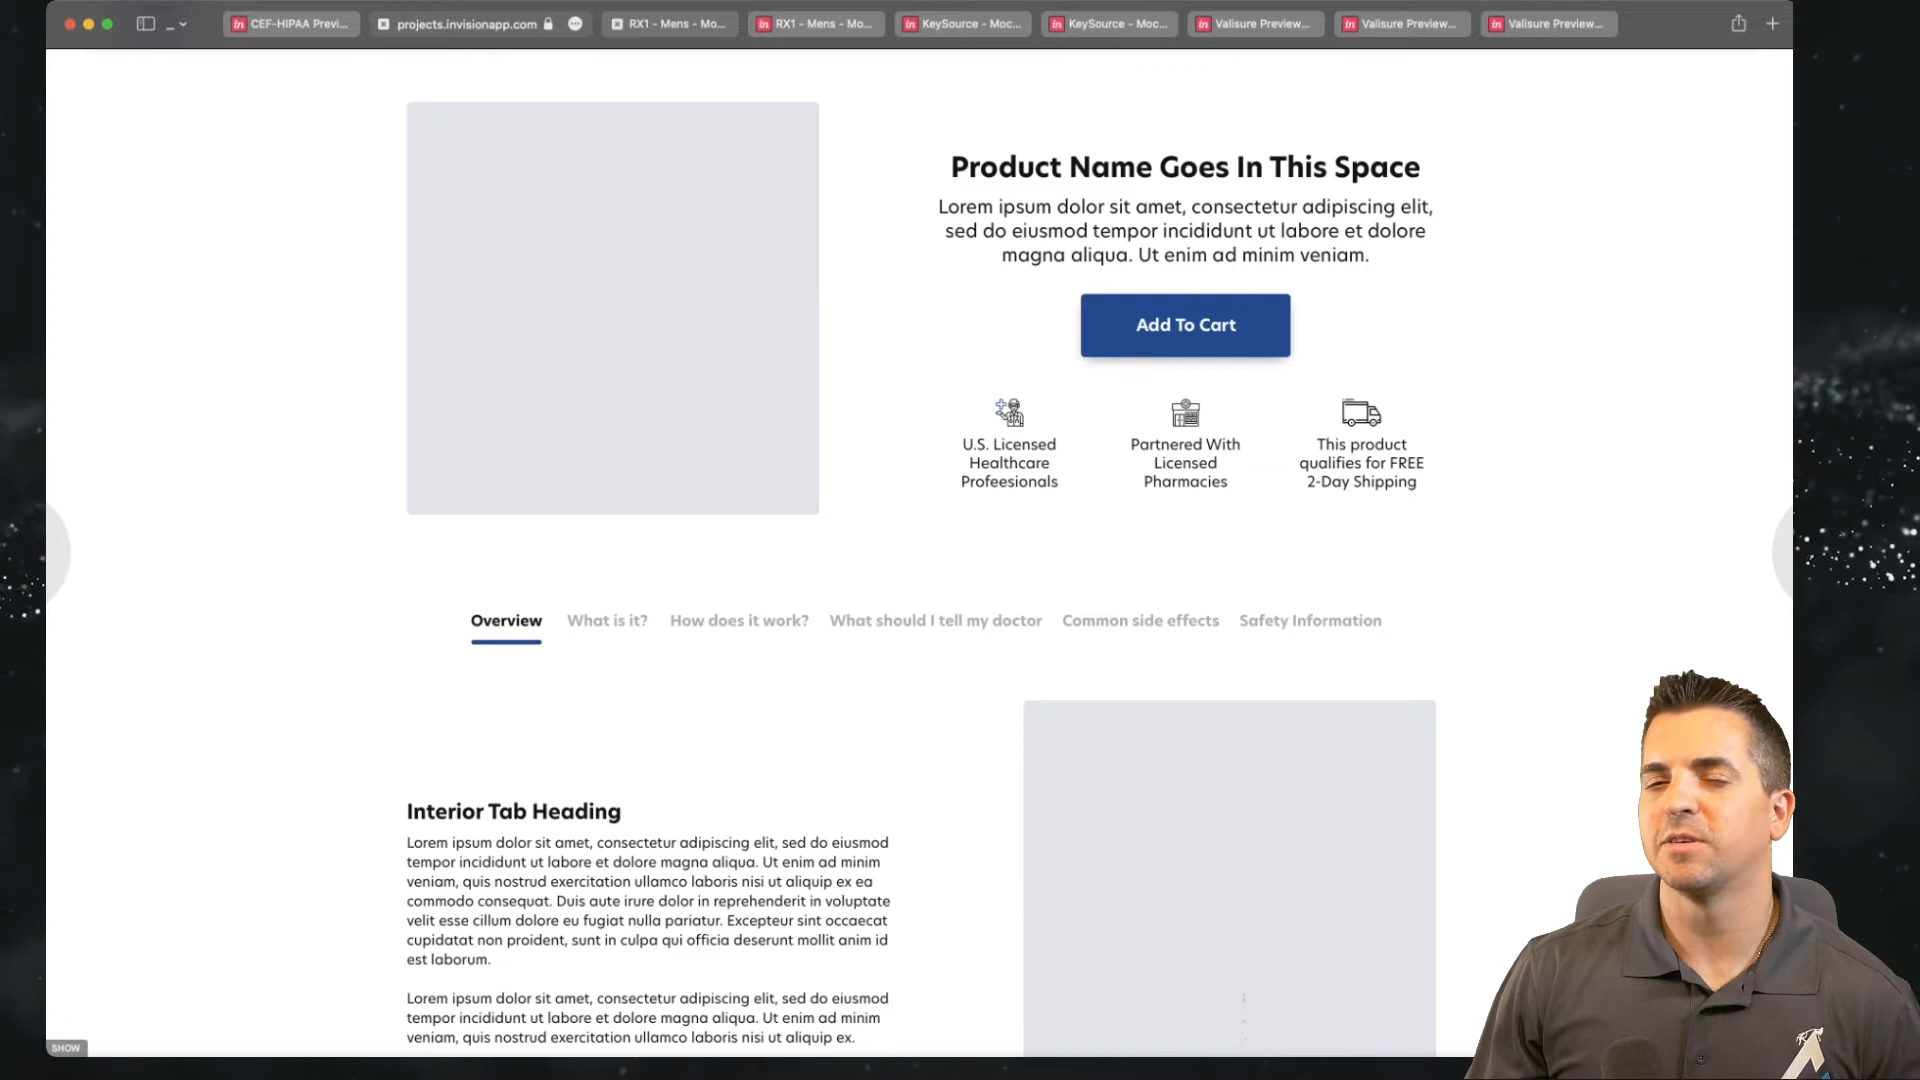 CEF-HIPAA Previ...
projects.invisionapp.com
RX1 - Mens - Mo...
RX1 - Mens - Mo...
KeySource - Moc...
KeySource - Moc...
Valisure Preview...
Valisure Preview...
Valisure Preview...
Product Name Goes In This Space
Lorem ipsum dolor sit amet, consectetur adipiscing elit,
sed do eiusmod tempor incididunt ut labore et dolore
magna aliqua. Ut enim ad minim veniam.
Add To Cart
U.S. Licensed
Healthcare
Profeesionals
Partnered With
Licensed
Pharmacies
This product
qualifies for FREE
2-Day Shipping
Overview What is it? How does it work? What should I tell my doctor Common side effects Safety Information
Interior Tab Heading
Lorem ipsum dolor sit amet, consectetur adipiscing elit, sed do eiusmod
tempor incididunt ut labore et dolore magna aliqua. Ut enim ad minim
veniam, quis nostrud exercitation ullamco laboris nisi ut aliquip ex ea
commodo consequat. Duis aute irure dolor in reprehenderit in voluptate
velit esse cillum dolore eu fugiat nulla pariatur. Excepteur sint occaecat
cupidatat non proident, sunt in culpa qui officia deserunt mollit anim id
est laborum.
Lorem ipsum dolor sit amet, consectetur adipiscing elit, sed do eiusmod
tempor incididunt ut labore et dolore magna aliqua. Ut enim ad minim
veniam, quis nostrud exercitation ullamco laboris nisi ut aliquip ex.
SHOW